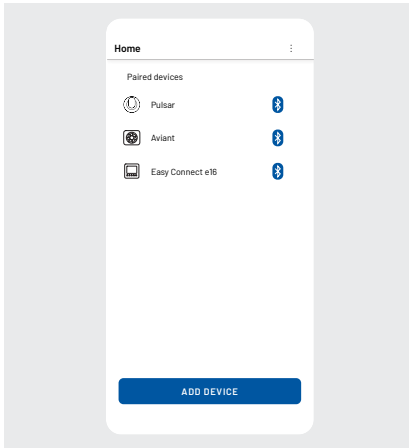 Home
Paired devices
Pulsar
Aviant
Easy Connect e16
ADD DEVICE